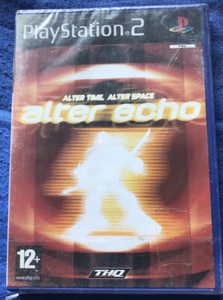 PlayStation 2
ALTER TIME, ALTER SPACE
alter echo
12+
THQ